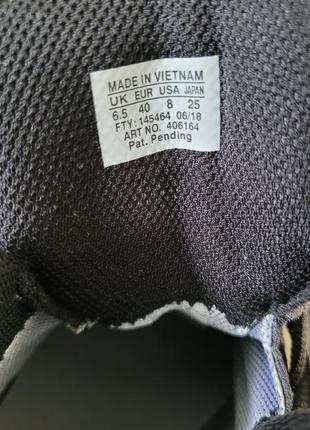 MADE IN VIETNAM
UK EUR USA JAPAN
6.5 40 8 25
FTY: 145464 06/18
ART NO. 406164
Pat. Pending